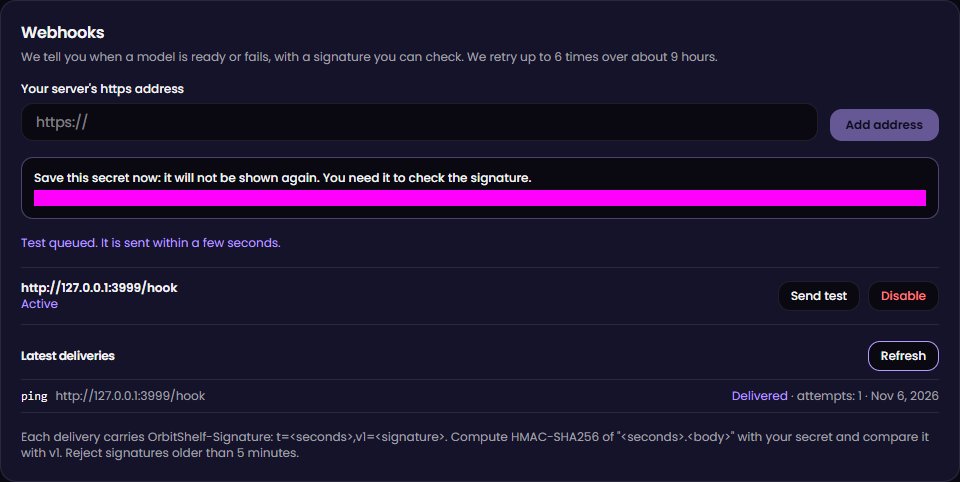 Webhooks
We tell you when a model is ready or fails, with a signature you can check. We retry up to 6 times over about 9 hours.
Your server's https address
https://
Add address
Save this secret now: it will not be shown again. You need it to check the signature.
Test queued. It is sent within a few seconds.
http://127.0.0.1:3999/hook
Active
Send test
Disable
Latest deliveries
Refresh
ping http://127.0.0.1:3999/hook
Delivered · attempts: 1 · Nov 6, 2026
Each delivery carries OrbitShelf-Signature: t=<seconds>,v1=<signature>. Compute HMAC-SHA256 of "<seconds>.<body>" with your secret and compare it
with v1. Reject signatures older than 5 minutes.